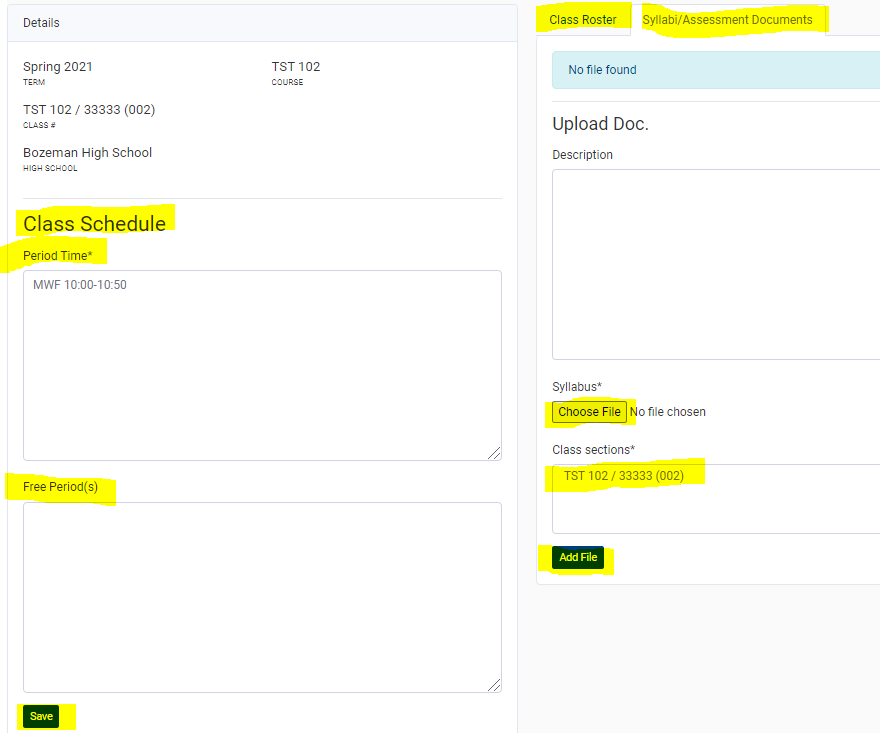 Details
Spring 2021
TERM
TST 102
COURSE
TST 102 / 33333 (002)
CLASS #
Bozeman High School
HIGH SCHOOL
Class Schedule
Period Time*
MWF 10:00-10:50
Free Period(s)
Save
Class Roster
Syllabi/Assessment Documents
No file found
Upload Doc.
Description
Syllabus*
Choose File No file chosen
Class sections*
TST 102 / 33333 (002)
Add File